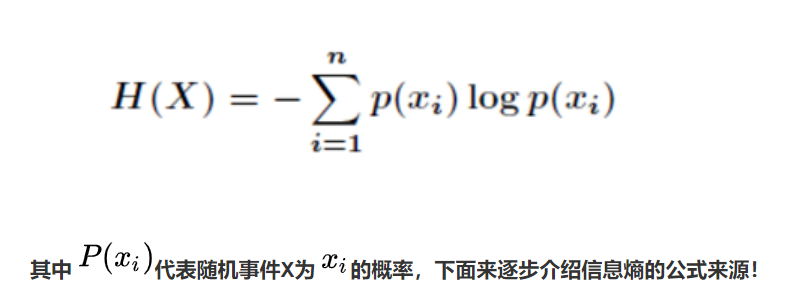 H(X) = - \sum_{i=1}^{n} p(x_i) \log p(x_i)
其中 P(x_i)代表随机事件X为 x_i 的概率，下面来逐步介绍信息熵的公式来源！